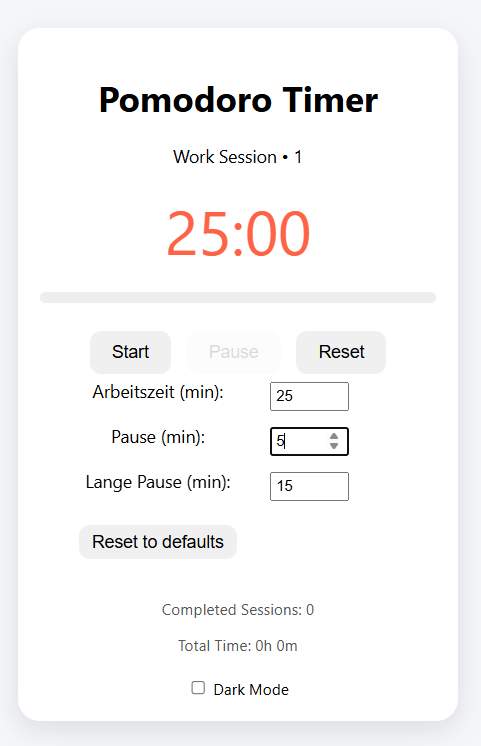 Pomodoro Timer
Work Session • 1
25:00
Start Pause Reset
Arbeitszeit (min): 25
Pause (min): 5
Lange Pause (min): 15
Reset to defaults
Completed Sessions: 0
Total Time: 0h 0m
Dark Mode